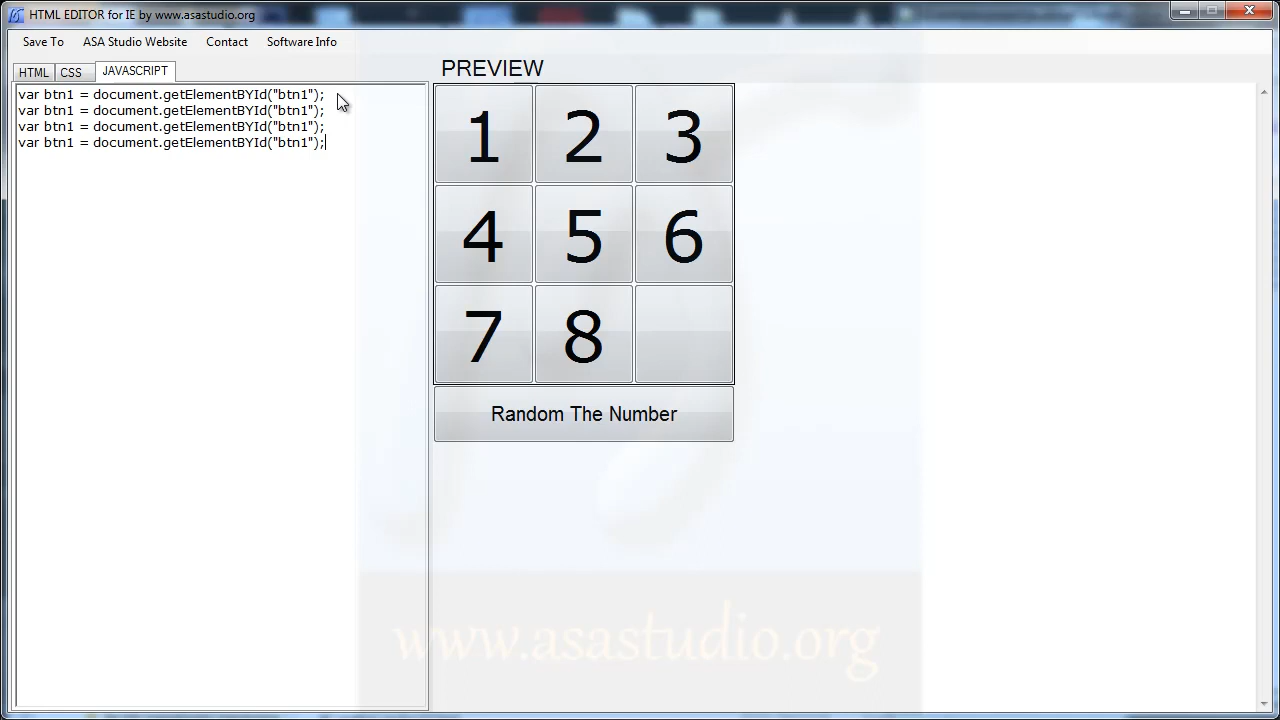 HTML EDITOR for IE by www.asastudio.org
Save To ASA Studio Website Contact Software Info
HTML CSS JAVASCRIPT
PREVIEW
var btn1 = document.getElementBYId("btn1");
var btn1 = document.getElementBYId("btn1");
var btn1 = document.getElementBYId("btn1");
var btn1 = document.getElementBYId("btn1");
1 2 3
4 5 6
7 8
Random The Number
www.asastudio.org